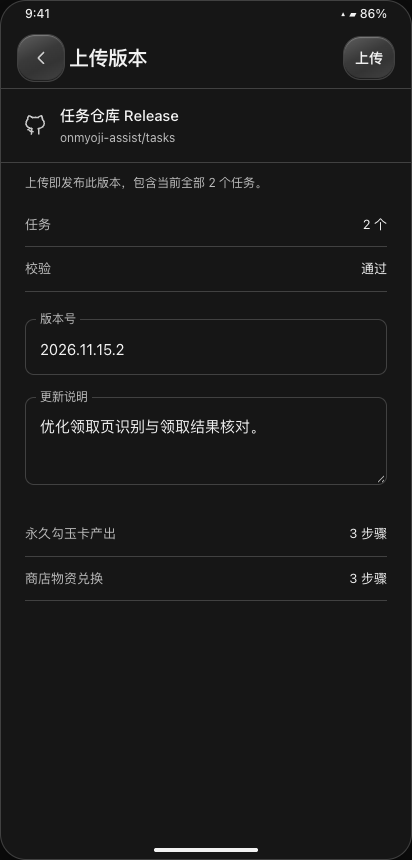 9:41
86%
上传版本
上传
任务仓库 Release
onmyoji-assist/tasks
上传即发布此版本，包含当前全部 2 个任务。
任务 2 个
校验 通过
版本号
2026.11.15.2
更新说明
优化领取页识别与领取结果核对。
永久勾玉卡产出 3 步骤
商店物资兑换 3 步骤